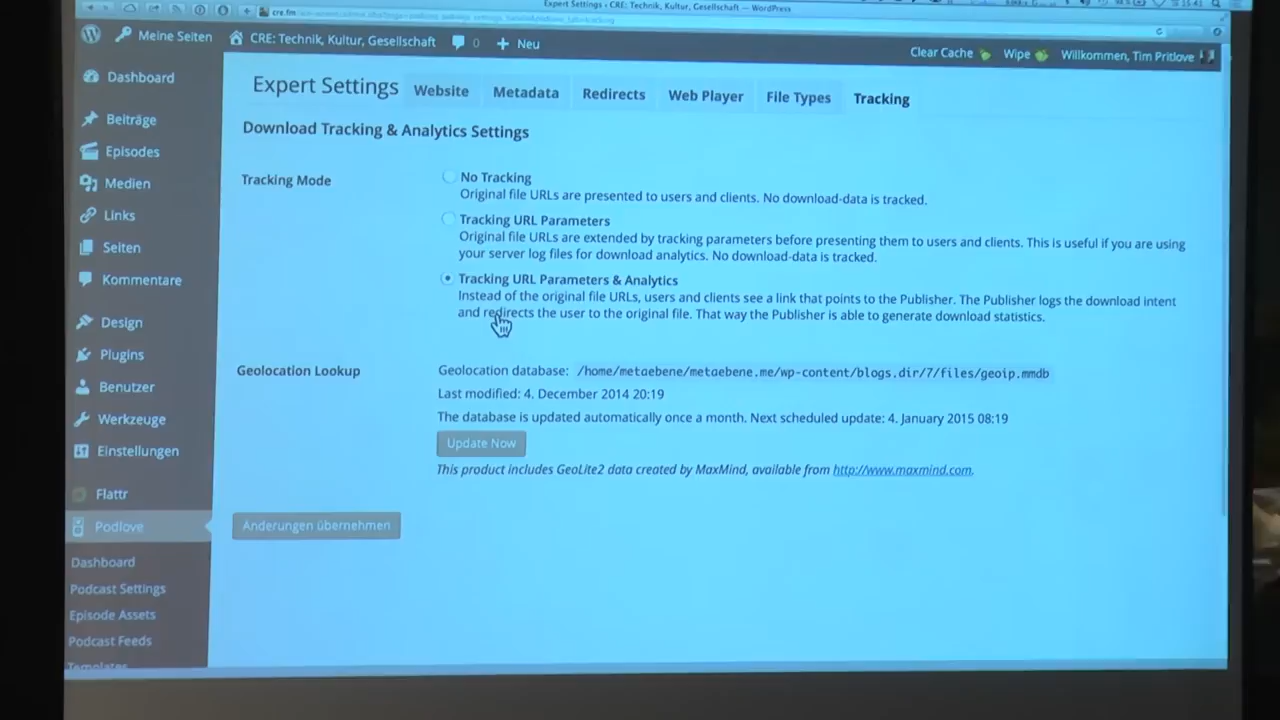 Expert Settings ‹ CRE: Technik, Kultur, Gesellschaft — WordPress
cre.fm
Meine Seiten CRE: Technik, Kultur, Gesellschaft 0 + Neu Clear Cache Wipe Willkommen, Tim Pritlove
Dashboard
Beiträge
Episodes
Medien
Links
Seiten
Kommentare
Design
Plugins
Benutzer
Werkzeuge
Einstellungen
Flattr
Podlove
Dashboard
Podcast Settings
Episode Assets
Podcast Feeds
Templates
Expert Settings Website Metadata Redirects Web Player File Types Tracking
Download Tracking & Analytics Settings
Tracking Mode
No Tracking
Original file URLs are presented to users and clients. No download-data is tracked.
Tracking URL Parameters
Original file URLs are extended by tracking parameters before presenting them to users and clients. This is useful if you are using
your server log files for download analytics. No download-data is tracked.
Tracking URL Parameters & Analytics
Instead of the original file URLs, users and clients see a link that points to the Publisher. The Publisher logs the download intent
and redirects the user to the original file. That way the Publisher is able to generate download statistics.
Geolocation Lookup
Geolocation database: /home/metaebene/metaebene.me/wp-content/blogs.dir/7/files/geoip.mmdb
Last modified: 4. December 2014 20:19
The database is updated automatically once a month. Next scheduled update: 4. January 2015 08:19
Update Now
This product includes GeoLite2 data created by MaxMind, available from http://www.maxmind.com.
Änderungen übernehmen